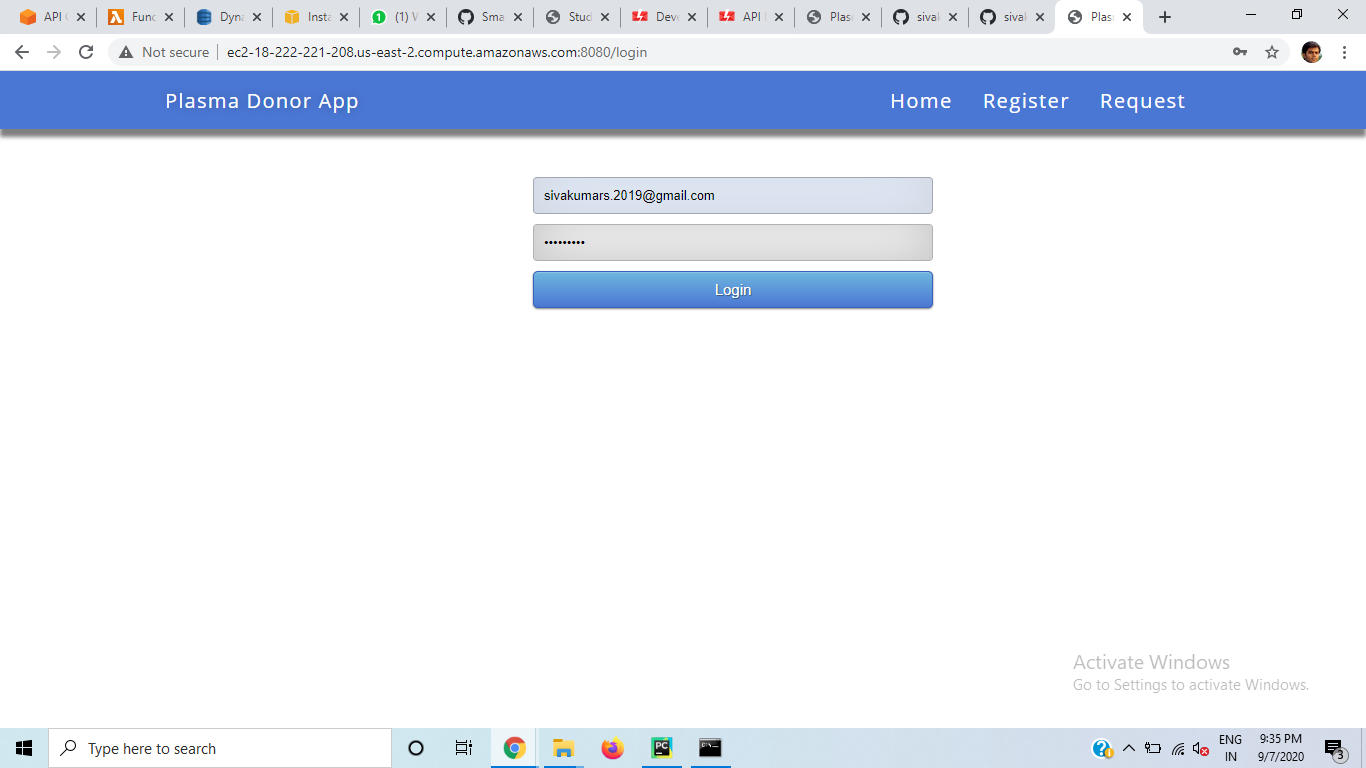 API
Func
Dyna
Insta
(1) W
Sma
Stud
Deve
API
Plas
sival
sival
Plas
Not secure
ec2-18-222-221-208.us-east-2.compute.amazonaws.com:8080/login
Plasma Donor App
Home
Register
Request
sivakumars.2019@gmail.com
•••••••••
Login
Activate Windows
Go to Settings to activate Windows.
Type here to search
ENG
IN
9:35 PM
9/7/2020
3